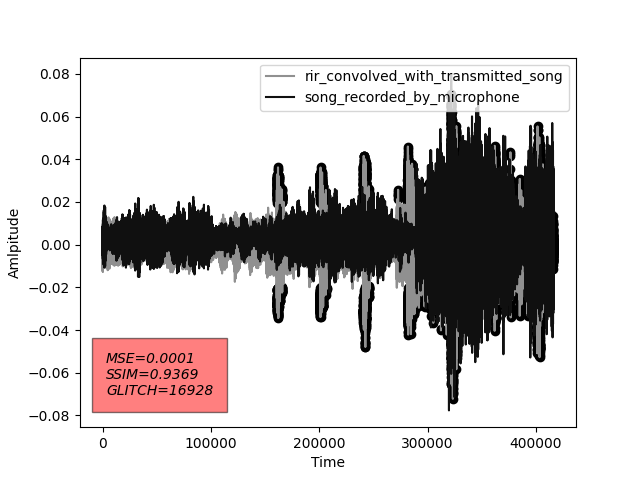 0.08
0.06
0.04
0.02
0.00
−0.02
−0.04
−0.06
−0.08
Amlpitude
rir_convolved_with_transmitted_song
song_recorded_by_microphone
MSE=0.0001
SSIM=0.9369
GLITCH=16928
0
100000
200000
300000
400000
Time